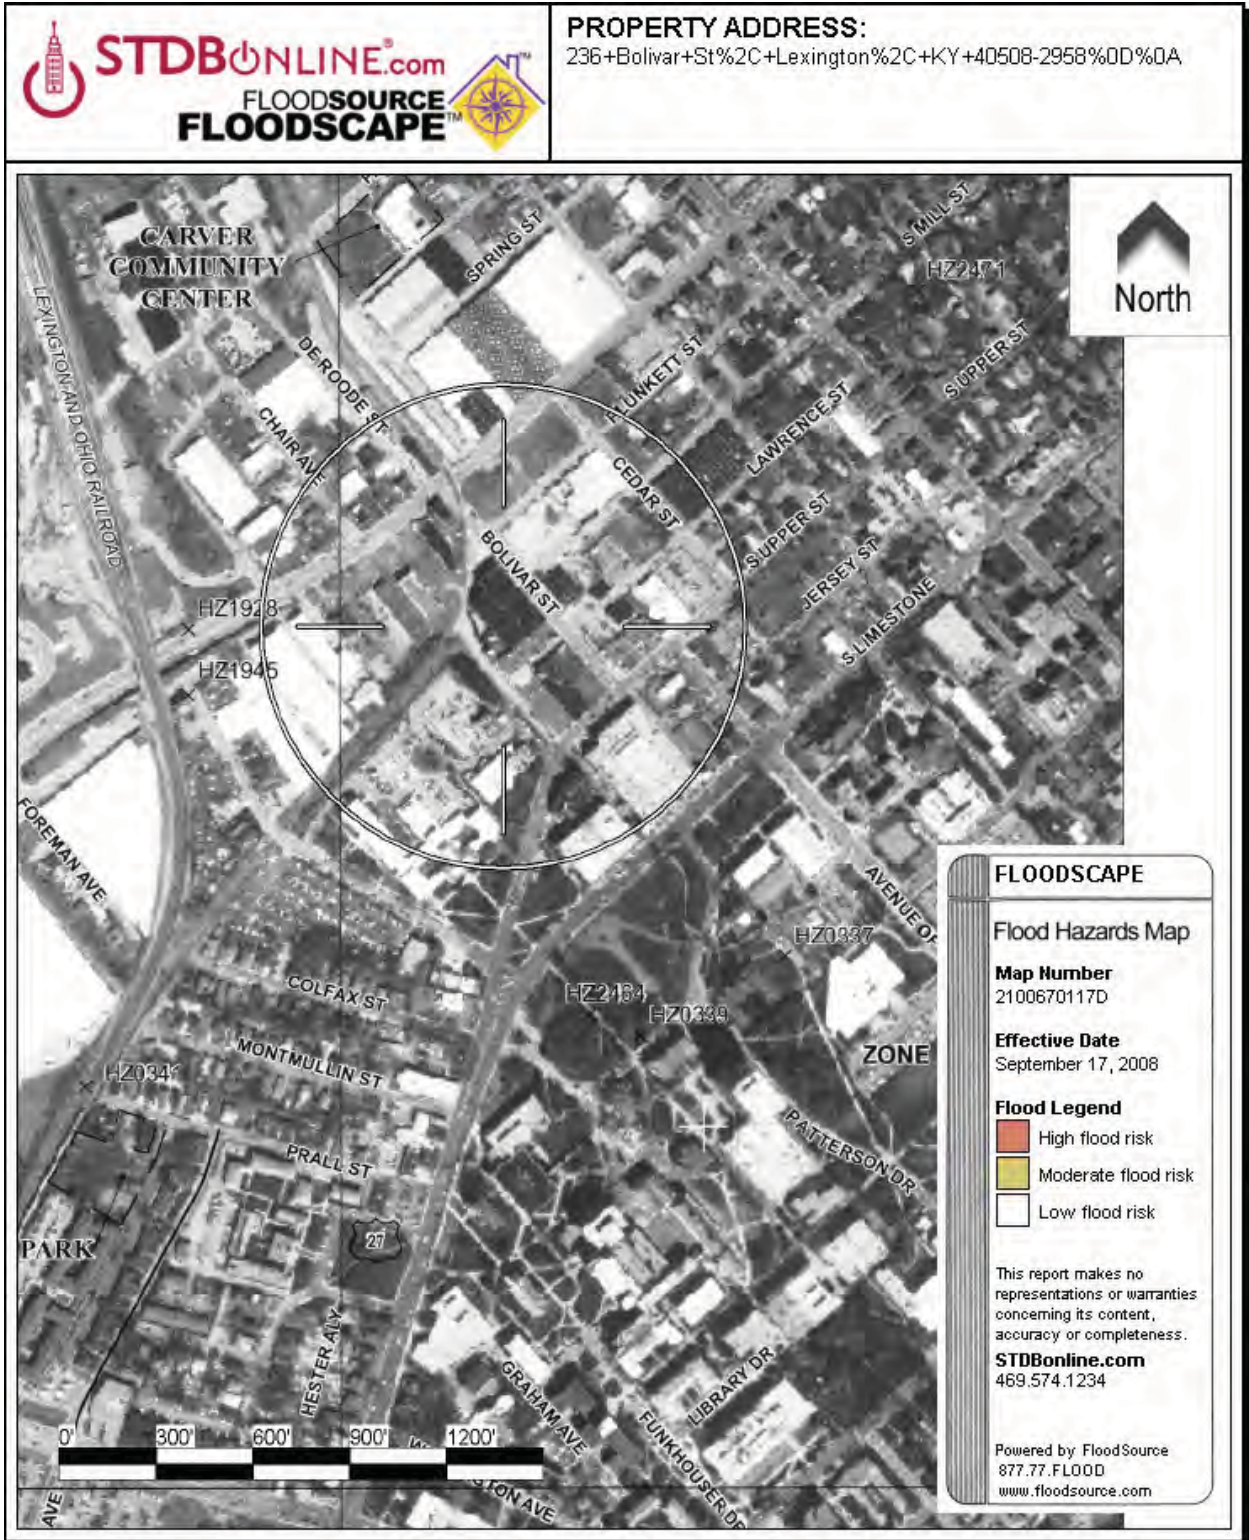 STDBONLINE.com®
FLOODSOURCE
FLOODSCAPE™
™
PROPERTY ADDRESS:
236+Bolivar+St%2C+Lexington%2C+KY+40508-2958%0D%0A
CARVER
COMMUNITY
CENTER
SPRING ST
S MILL ST
HZ2471
North
LEXINGTON AND OHIO RAILROAD
DE ROODE ST
PLUNKETT ST
S UPPER ST
CHAIR AVE
LAWRENCE ST
CEDAR ST
BOLIVAR ST
S UPPER ST
JERSEY ST
S LIMESTONE
HZ1928
HZ1945
FOREMAN AVE
AVENUE OF
HZ0337
COLFAX ST
HZ2464
HZ0339
MONTMULLIN ST
ZONE
HZ0341
PRALL ST
PATTERSON DR
PARK
27
HESTER ALY
GRAHAM AVE
LIBRARY DR
FUNKHOUSER DR
0' 300' 600' 900' 1200'
GTON AVE
AVE
FLOODSCAPE
Flood Hazards Map
Map Number
2100670117D
Effective Date
September 17, 2008
Flood Legend
High flood risk
Moderate flood risk
Low flood risk
This report makes no
representations or warranties
concerning its content,
accuracy or completeness.
STDBonline.com
469.574.1234
Powered by FloodSource
877.77.FLOOD
www.floodsource.com